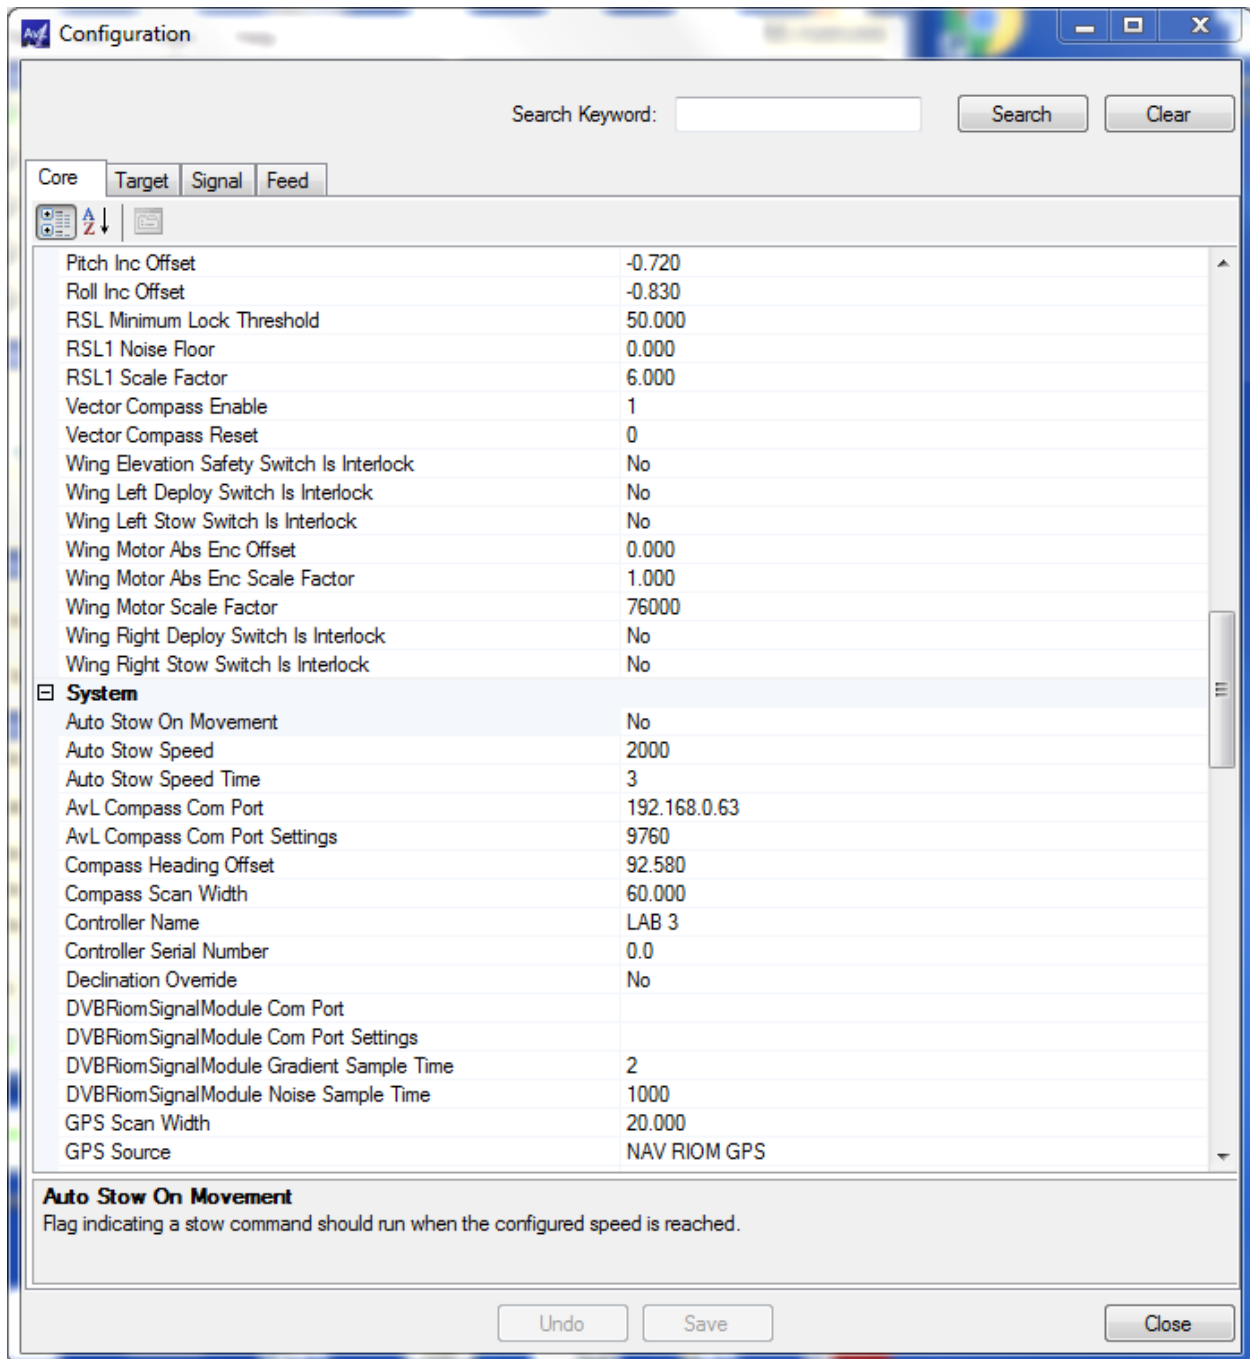 AvL Configuration
Search Keyword: Search Clear
Core Target Signal Feed
Pitch Inc Offset -0.720
Roll Inc Offset -0.830
RSL Minimum Lock Threshold 50.000
RSL1 Noise Floor 0.000
RSL1 Scale Factor 6.000
Vector Compass Enable 1
Vector Compass Reset 0
Wing Elevation Safety Switch Is Interlock No
Wing Left Deploy Switch Is Interlock No
Wing Left Stow Switch Is Interlock No
Wing Motor Abs Enc Offset 0.000
Wing Motor Abs Enc Scale Factor 1.000
Wing Motor Scale Factor 76000
Wing Right Deploy Switch Is Interlock No
Wing Right Stow Switch Is Interlock No
System
Auto Stow On Movement No
Auto Stow Speed 2000
Auto Stow Speed Time 3
AvL Compass Com Port 192.168.0.63
AvL Compass Com Port Settings 9760
Compass Heading Offset 92.580
Compass Scan Width 60.000
Controller Name LAB 3
Controller Serial Number 0.0
Declination Override No
DVBRiomSignalModule Com Port
DVBRiomSignalModule Com Port Settings
DVBRiomSignalModule Gradient Sample Time 2
DVBRiomSignalModule Noise Sample Time 1000
GPS Scan Width 20.000
GPS Source NAV RIOM GPS
Auto Stow On Movement
Flag indicating a stow command should run when the configured speed is reached.
Undo Save Close